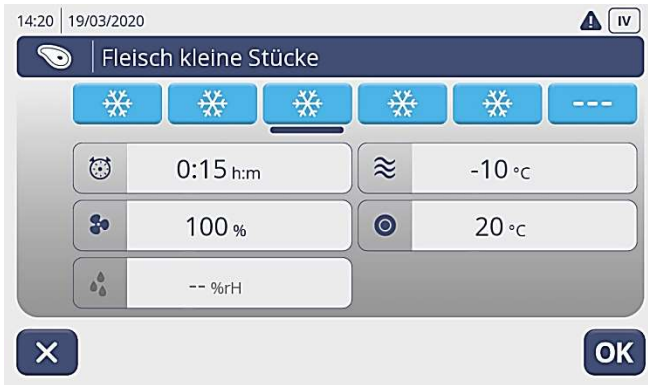 14:20 19/03/2020 IV
Fleisch kleine Stücke
---
0:15 h:m -10 °C
100 % 20 °C
-- %rH
OK